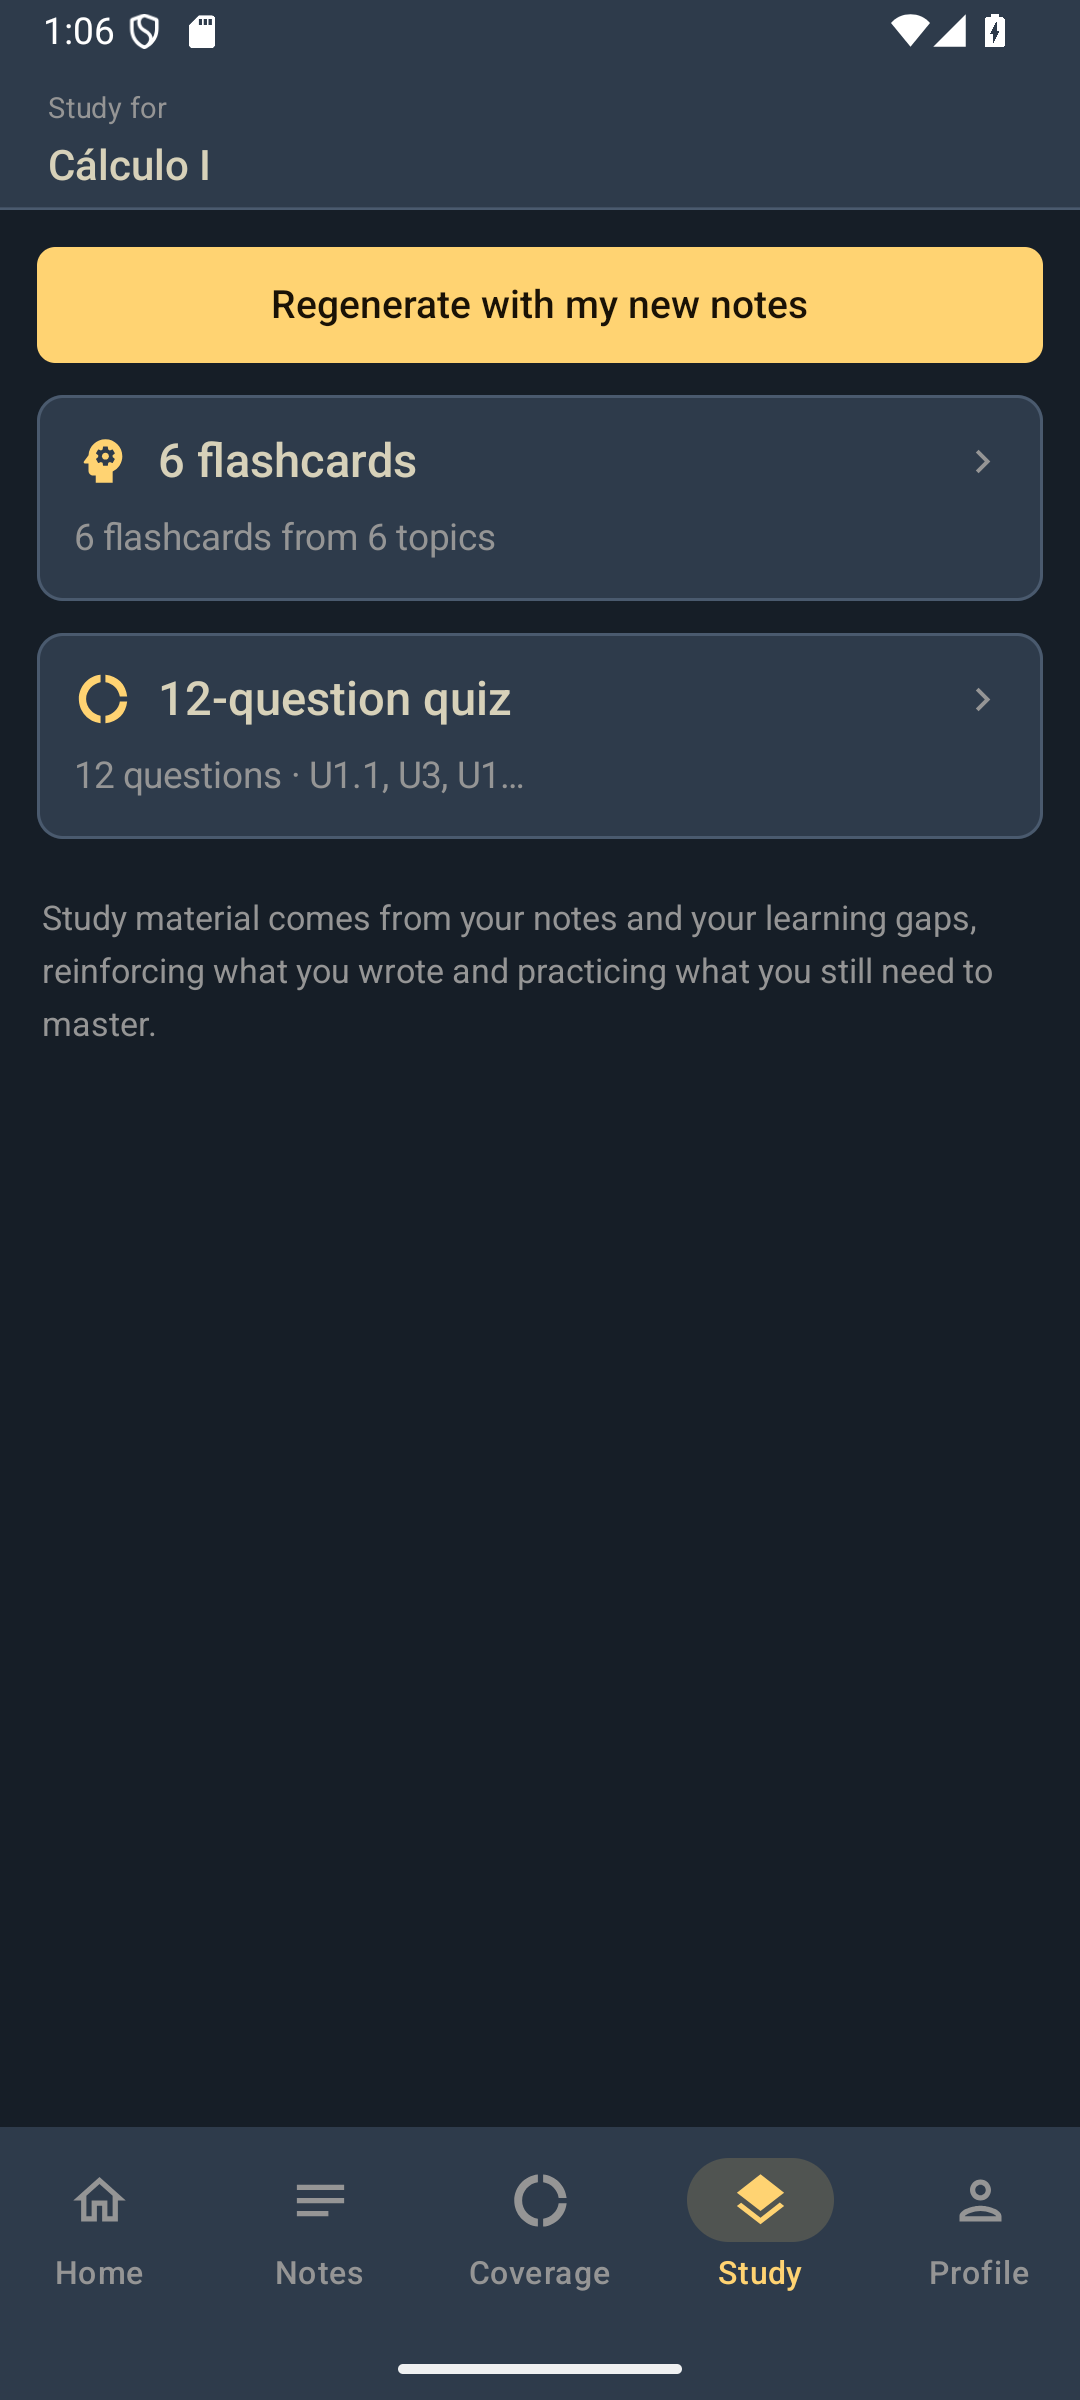 1:06
Study for
Cálculo I
Regenerate with my new notes
6 flashcards
6 flashcards from 6 topics
12-question quiz
12 questions · U1.1, U3, U1...
Study material comes from your notes and your learning gaps,
reinforcing what you wrote and practicing what you still need to
master.
Home
Notes
Coverage
Study
Profile